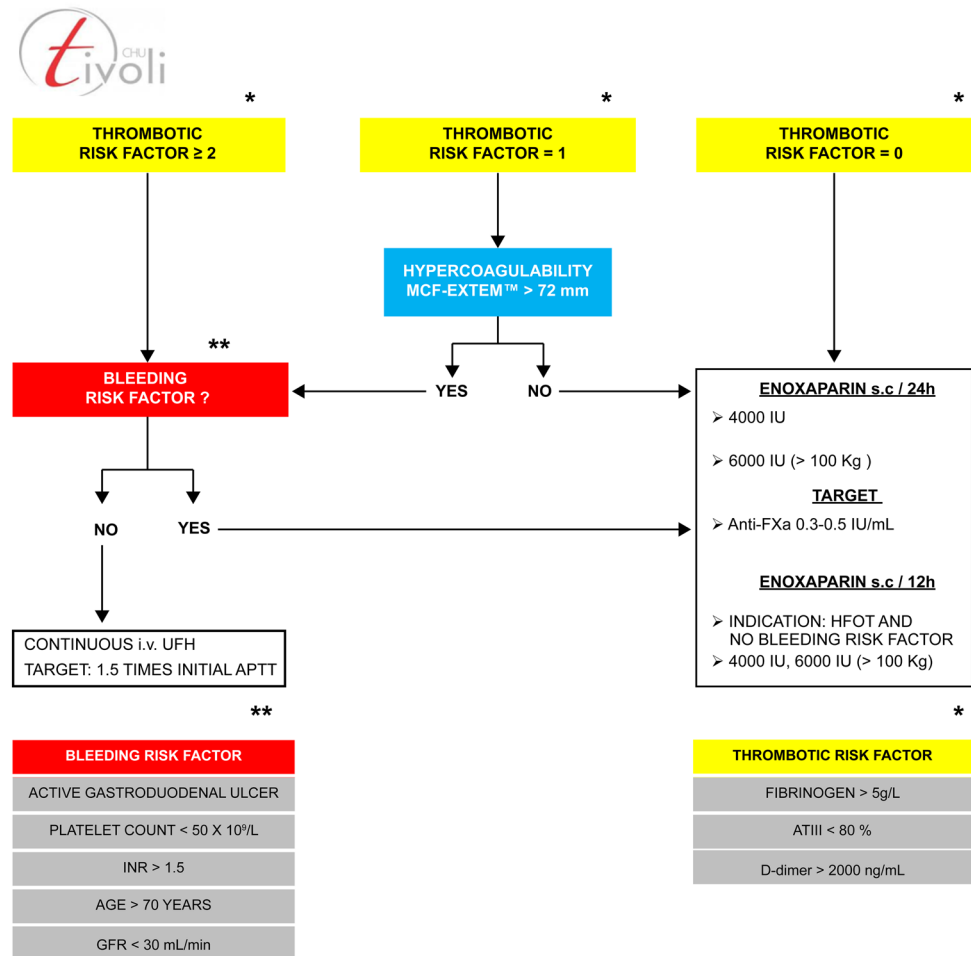 CHU
tivoli
*
*
*
THROMBOTIC
RISK FACTOR ≥ 2
THROMBOTIC
RISK FACTOR = 1
THROMBOTIC
RISK FACTOR = 0
HYPERCOAGULABILITY
MCF-EXTEM™ > 72 mm
**
BLEEDING
RISK FACTOR ?
YES
NO
ENOXAPARIN s.c / 24h
➢ 4000 IU
➢ 6000 IU (> 100 Kg )
TARGET
➢ Anti-FXa 0.3-0.5 IU/mL
ENOXAPARIN s.c / 12h
➢ INDICATION: HFOT AND
NO BLEEDING RISK FACTOR
➢ 4000 IU, 6000 IU (> 100 Kg)
NO
YES
CONTINUOUS i.v. UFH
TARGET: 1.5 TIMES INITIAL APTT
**
BLEEDING RISK FACTOR
ACTIVE GASTRODUODENAL ULCER
PLATELET COUNT < 50 X 10⁹/L
INR > 1.5
AGE > 70 YEARS
GFR < 30 mL/min
*
THROMBOTIC RISK FACTOR
FIBRINOGEN > 5g/L
ATIII < 80 %
D-dimer > 2000 ng/mL